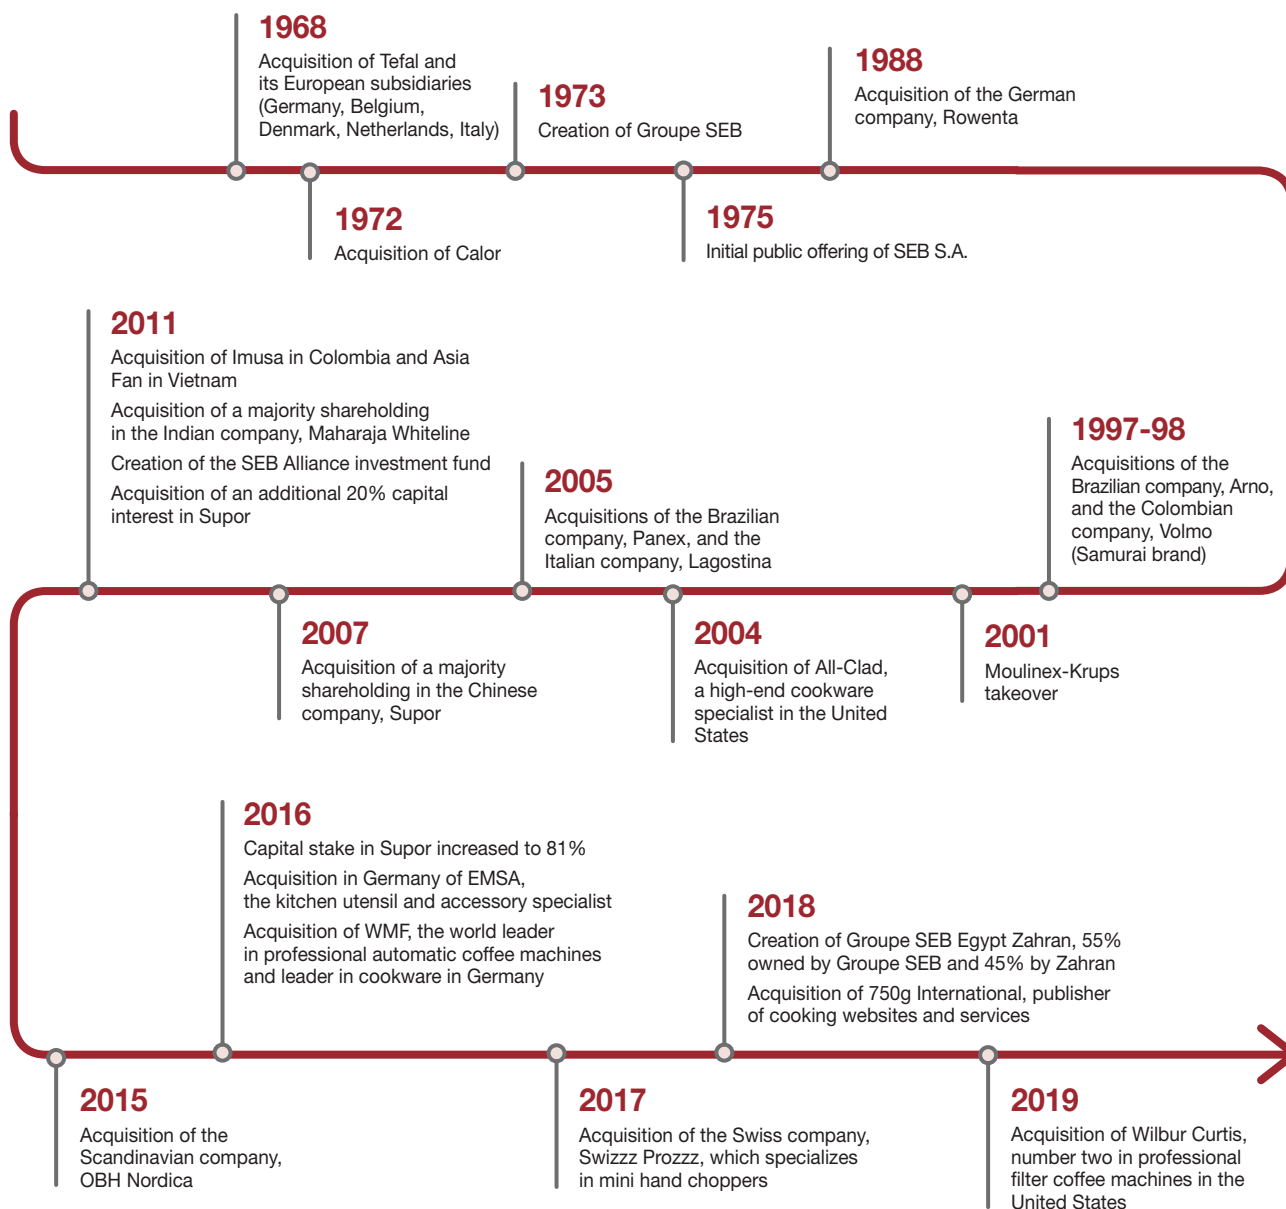 1968
Acquisition of Tefal and
its European subsidiaries
(Germany, Belgium,
Denmark, Netherlands, Italy)
1972
Acquisition of Calor
1973
Creation of Groupe SEB
1975
Initial public offering of SEB S.A.
1988
Acquisition of the German
company, Rowenta
1997-98
Acquisitions of the
Brazilian company, Arno,
and the Colombian
company, Volmo
(Samurai brand)
2001
Moulinex-Krups
takeover
2004
Acquisition of All-Clad,
a high-end cookware
specialist in the United
States
2005
Acquisitions of the Brazilian
company, Panex, and the
Italian company, Lagostina
2007
Acquisition of a majority
shareholding in the Chinese
company, Supor
2011
Acquisition of Imusa in Colombia and Asia
Fan in Vietnam
Acquisition of a majority shareholding
in the Indian company, Maharaja Whiteline
Creation of the SEB Alliance investment fund
Acquisition of an additional 20% capital
interest in Supor
2015
Acquisition of the
Scandinavian company,
OBH Nordica
2016
Capital stake in Supor increased to 81%
Acquisition in Germany of EMSA,
the kitchen utensil and accessory specialist
Acquisition of WMF, the world leader
in professional automatic coffee machines
and leader in cookware in Germany
2017
Acquisition of the Swiss company,
Swizzz Prozzz, which specializes
in mini hand choppers
2018
Creation of Groupe SEB Egypt Zahran, 55%
owned by Groupe SEB and 45% by Zahran
Acquisition of 750g International, publisher
of cooking websites and services
2019
Acquisition of Wilbur Curtis,
number two in professional
filter coffee machines in the
United States